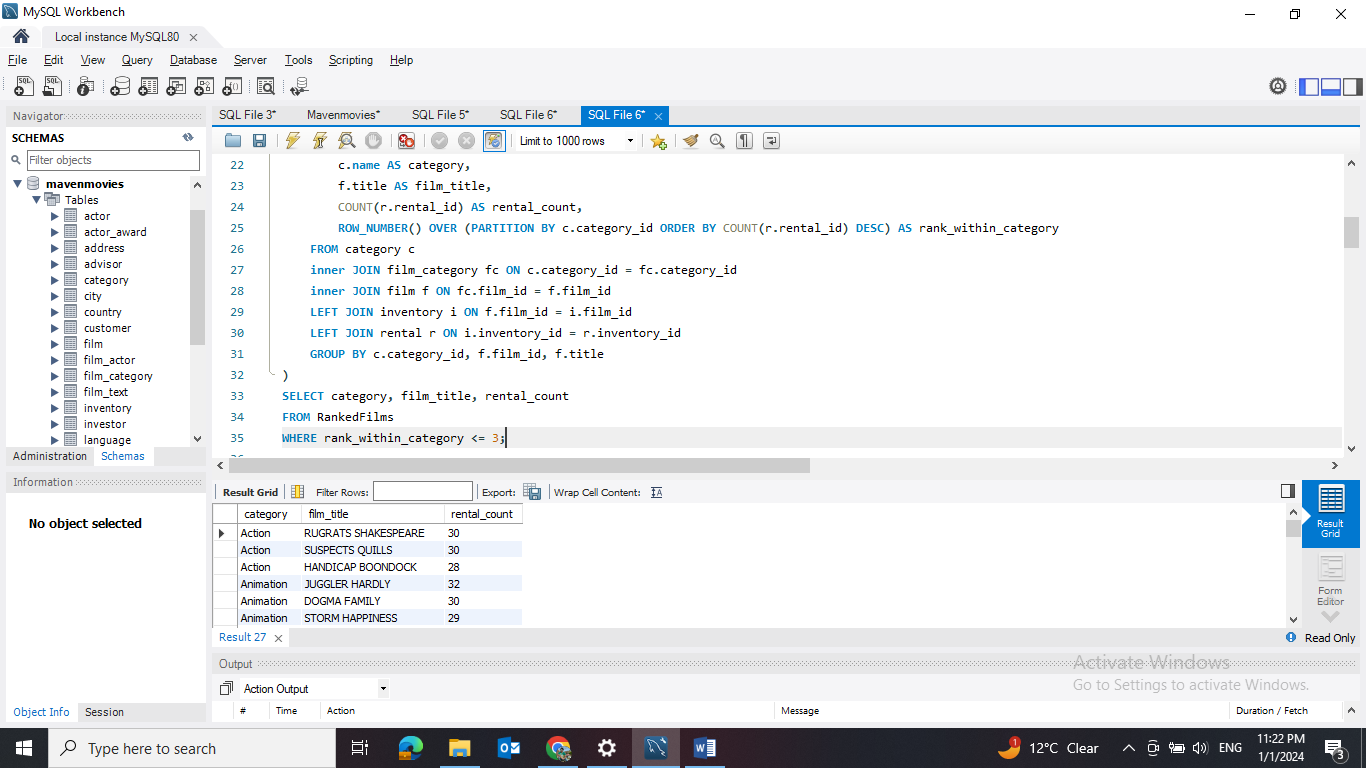 MySQL Workbench
Local instance MySQL80
File Edit View Query Database Server Tools Scripting Help
Navigator
SCHEMAS
Filter objects
mavenmovies
Tables
actor
actor_award
address
advisor
category
city
country
customer
film
film_actor
film_category
film_text
inventory
investor
language
Administration Schemas
Information
No object selected
Object Info Session
SQL File 3* Mavenmovies* SQL File 5* SQL File 6* SQL File 6*
Limit to 1000 rows
22 c.name AS category,
23 f.title AS film_title,
24 COUNT(r.rental_id) AS rental_count,
25 ROW_NUMBER() OVER (PARTITION BY c.category_id ORDER BY COUNT(r.rental_id) DESC) AS rank_within_category
26 FROM category c
27 inner JOIN film_category fc ON c.category_id = fc.category_id
28 inner JOIN film f ON fc.film_id = f.film_id
29 LEFT JOIN inventory i ON f.film_id = i.film_id
30 LEFT JOIN rental r ON i.inventory_id = r.inventory_id
31 GROUP BY c.category_id, f.film_id, f.title
32 )
33 SELECT category, film_title, rental_count
34 FROM RankedFilms
35 WHERE rank_within_category <= 3;
Result Grid Filter Rows: Export: Wrap Cell Content:
category film_title rental_count
Action RUGRATS SHAKESPEARE 30
Action SUSPECTS QUILLS 30
Action HANDICAP BOONDOCK 28
Animation JUGGLER HARDLY 32
Animation DOGMA FAMILY 30
Animation STORM HAPPINESS 29
Result Grid
Form Editor
Result 27
Read Only
Output
Action Output
# Time Action Message Duration / Fetch
Activate Windows
Go to Settings to activate Windows.
Type here to search
1
12°C Clear
ENG
11:22 PM
1/1/2024
3